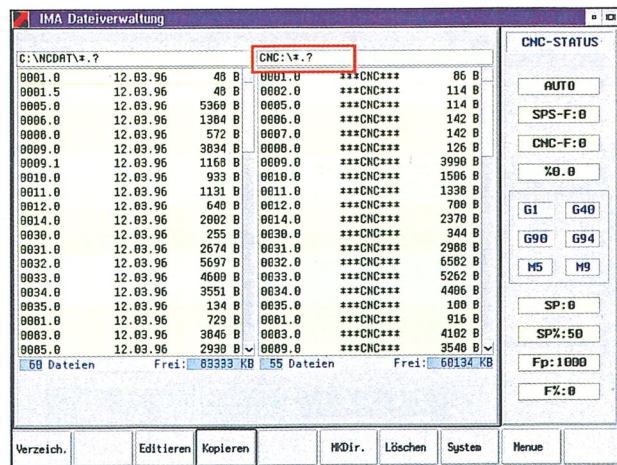 IMA Dateiverwaltung
CNC-STATUS
C:\NCDAT\*.?
CNC:\*.?
0001.0 12.03.96 48 B
0001.5 12.03.96 48 B
0005.0 12.03.96 5360 B
0006.0 12.03.96 1384 B
0008.0 12.03.96 572 B
0009.0 12.03.96 3834 B
0009.1 12.03.96 1168 B
0010.0 12.03.96 933 B
0011.0 12.03.96 1131 B
0012.0 12.03.96 640 B
0014.0 12.03.96 2002 B
0030.0 12.03.96 255 B
0031.0 12.03.96 2674 B
0032.0 12.03.96 5697 B
0033.0 12.03.96 4600 B
0034.0 12.03.96 3551 B
0035.0 12.03.96 134 B
0081.0 12.03.96 729 B
0083.0 12.03.96 3846 B
0085.0 12.03.96 2930 B
60 Dateien Frei: 83333 KB
0001.0 ***CNC*** 86 B
0002.0 ***CNC*** 114 B
0005.0 ***CNC*** 114 B
0006.0 ***CNC*** 142 B
0007.0 ***CNC*** 142 B
0008.0 ***CNC*** 126 B
0009.0 ***CNC*** 3990 B
0010.0 ***CNC*** 1506 B
0011.0 ***CNC*** 1338 B
0012.0 ***CNC*** 700 B
0014.0 ***CNC*** 2370 B
0030.0 ***CNC*** 344 B
0031.0 ***CNC*** 2988 B
0032.0 ***CNC*** 6502 B
0033.0 ***CNC*** 5262 B
0034.0 ***CNC*** 4406 B
0035.0 ***CNC*** 100 B
0081.0 ***CNC*** 916 B
0083.0 ***CNC*** 4102 B
0089.0 ***CNC*** 3540 B
55 Dateien Frei: 60134 KB
AUTO
SPS-F:0
CNC-F:0
%0.0
G1 G40
G90 G94
M5 M9
SP:0
SP%:50
Fp:1000
F%:0
Verzeich. Editieren Kopieren MKDir. Löschen System Menue